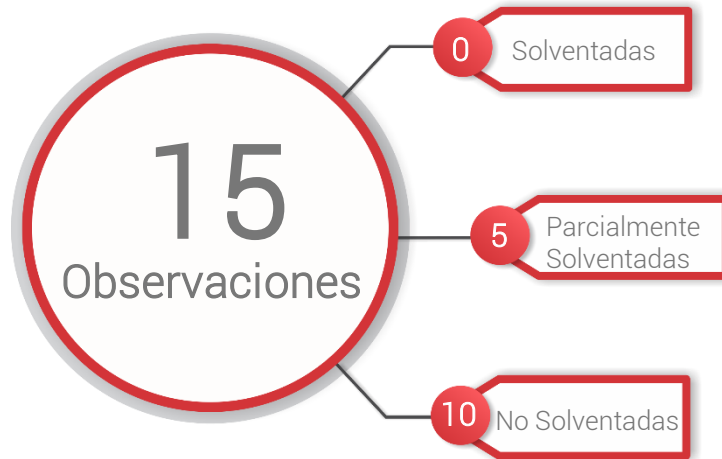 15
Observaciones
0
Solventadas
5
Parcialmente
Solventadas
10
No Solventadas